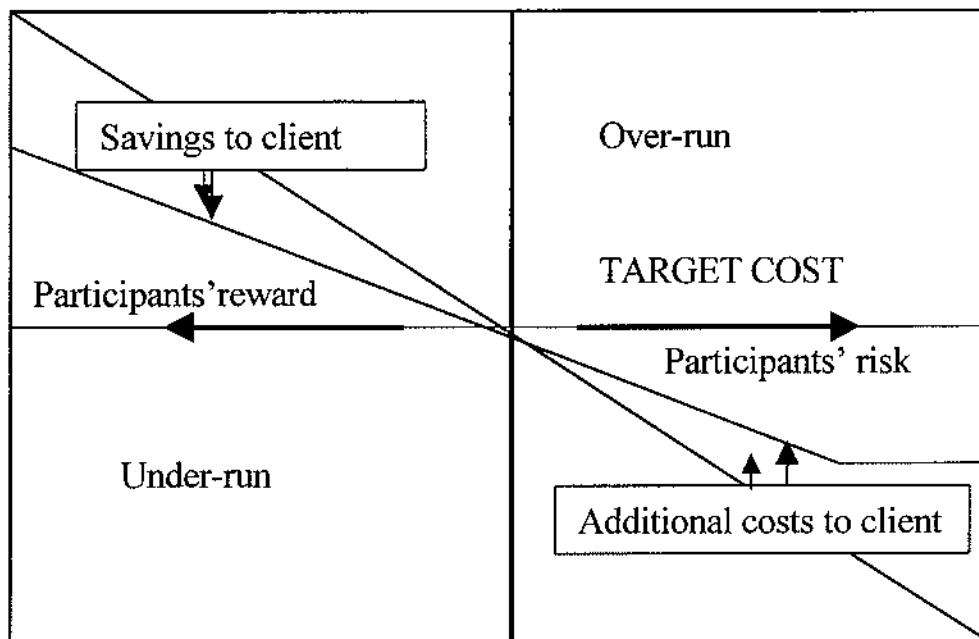 Savings to client
Over-run
TARGET COST
Participants’reward
Participants’ risk
Under-run
Additional costs to client